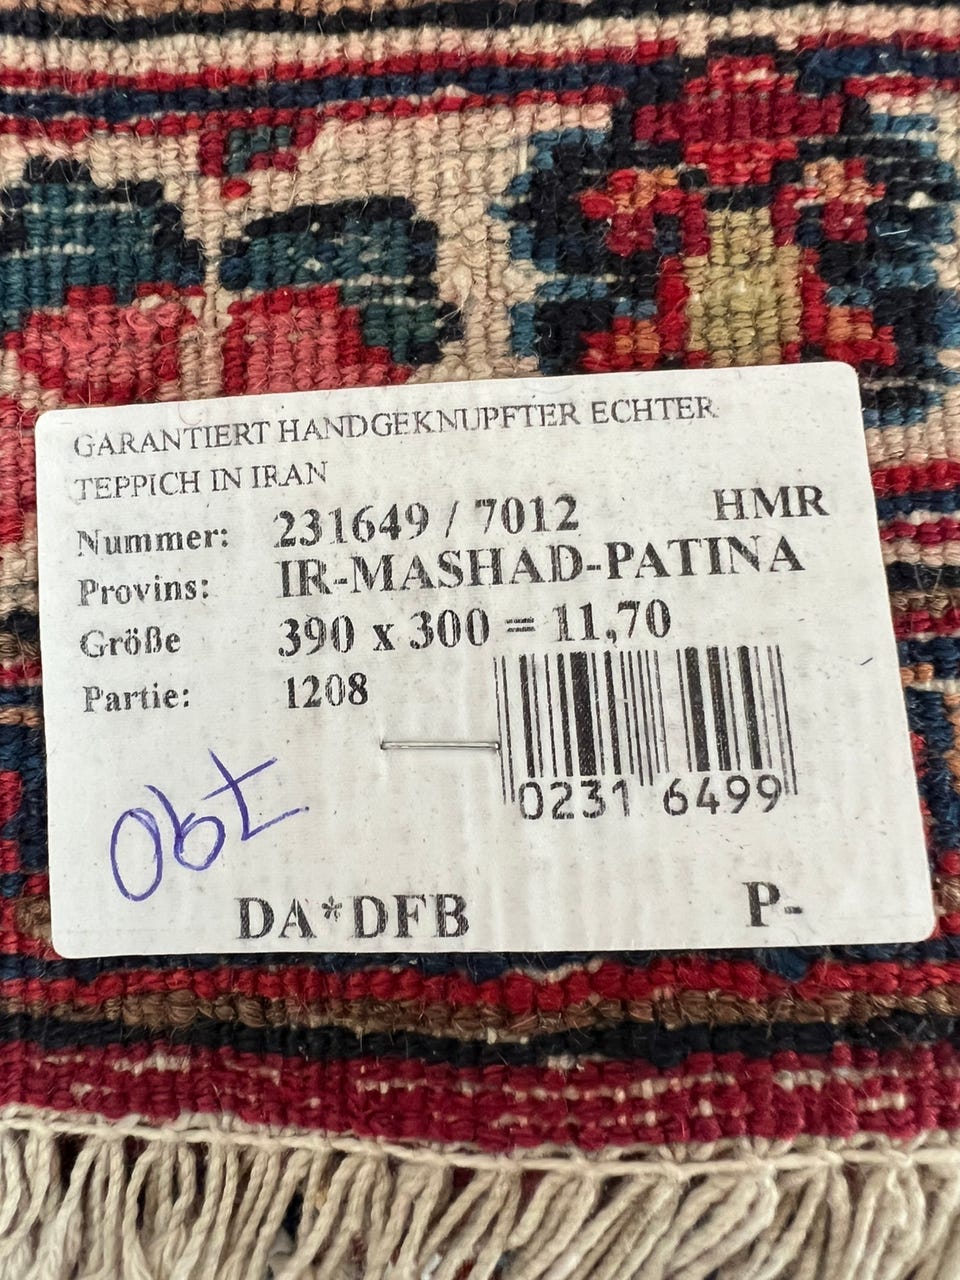 GARANTIERT HANDGEKNUPFTER ECHTER
TEPPICH IN IRAN
HMR
Nummer: 231649 / 7012
Provins: IR-MASHAD-PATINA
Größe 390 x 300 = 11,70
Partie: 1208
0231 6499
790
DA*DFB P-